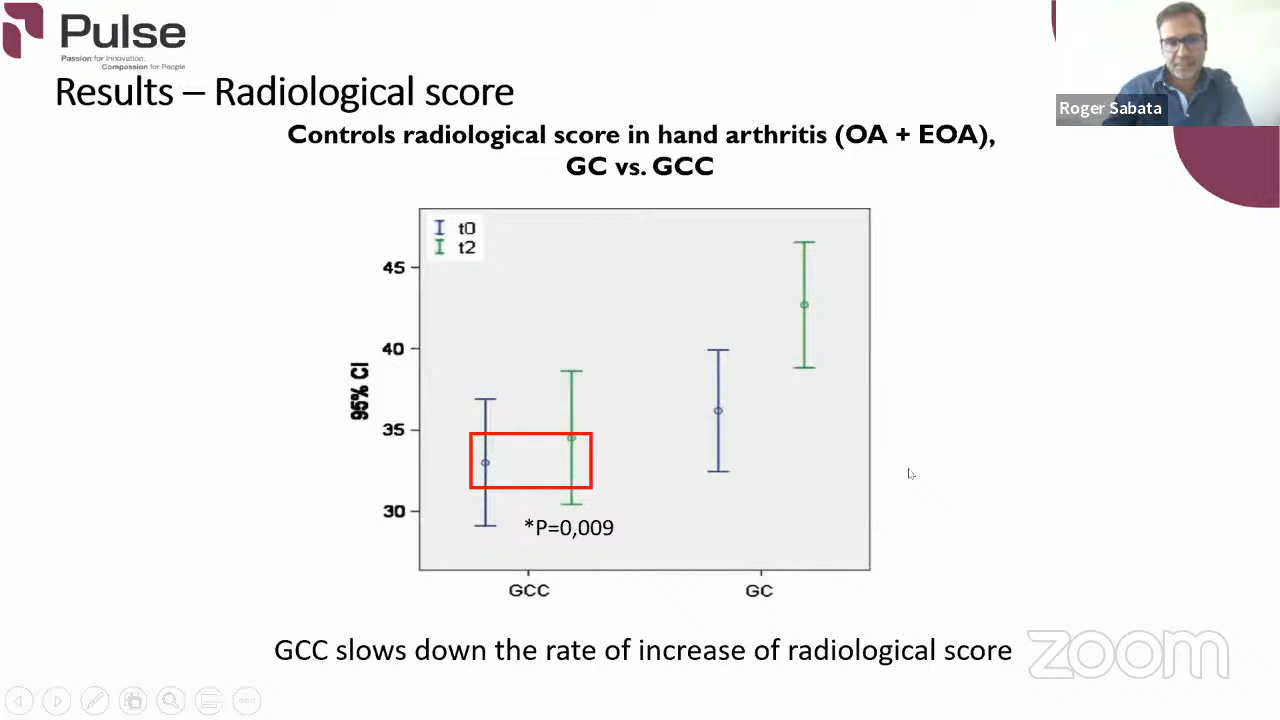 Pulse
Passion for Innovation.
Compassion for People.
Roger Sabata
Results – Radiological score
Controls radiological score in hand arthritis (OA + EOA),
GC vs. GCC
t0
t2
45
40
35
30
95% CI
*P=0,009
GCC
GC
GCC slows down the rate of increase of radiological score
zoom